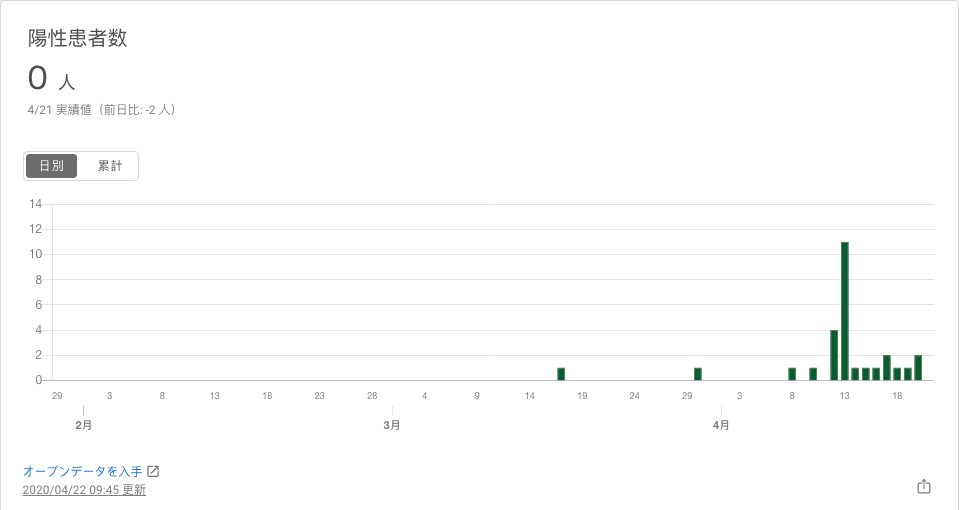 陽性患者数
0 人
4/21 実績値（前日比: -2 人）
日別 累計
14
12
10
8
6
4
2
0
29 3 8 13 18 23 28 4 9 14 19 24 29 3 8 13 18
2月 3月 4月
オープンデータを入手
2020/04/22 09:45 更新